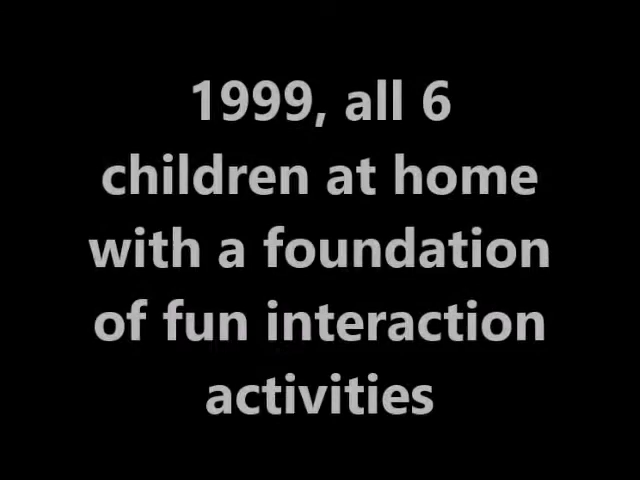 1999, all 6
children at home
with a foundation
of fun interaction
activities